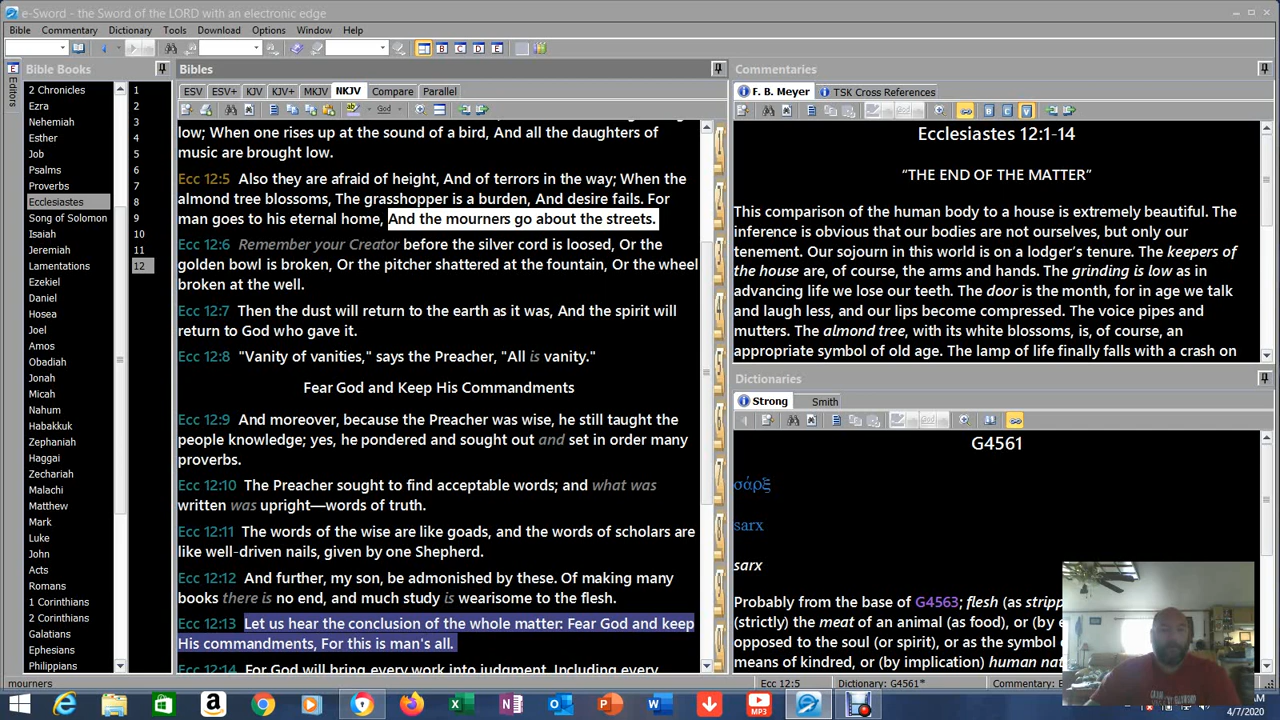 e-Sword - the Sword of the LORD with an electronic edge
Bible Commentary Dictionary Tools Download Options Window Help
Editors
Bible Books
2 Chronicles
Ezra
Nehemiah
Esther
Job
Psalms
Proverbs
Ecclesiastes
Song of Solomon
Isaiah
Jeremiah
Lamentations
Ezekiel
Daniel
Hosea
Joel
Amos
Obadiah
Jonah
Micah
Nahum
Habakkuk
Zephaniah
Haggai
Zechariah
Malachi
Matthew
Mark
Luke
John
Acts
Romans
1 Corinthians
2 Corinthians
Galatians
Ephesians
Philippians
1
2
3
4
5
6
7
8
9
10
11
12
Bibles
ESV ESV+ KJV KJV+ MKJV NKJV Compare Parallel
low; When one rises up at the sound of a bird, And all the daughters of
music are brought low.
Ecc 12:5 Also they are afraid of height, And of terrors in the way; When the
almond tree blossoms, The grasshopper is a burden, And desire fails. For
man goes to his eternal home, And the mourners go about the streets.
Ecc 12:6 Remember your Creator before the silver cord is loosed, Or the
golden bowl is broken, Or the pitcher shattered at the fountain, Or the wheel
broken at the well.
Ecc 12:7 Then the dust will return to the earth as it was, And the spirit will
return to God who gave it.
Ecc 12:8 "Vanity of vanities," says the Preacher, "All is vanity."
Fear God and Keep His Commandments
Ecc 12:9 And moreover, because the Preacher was wise, he still taught the
people knowledge; yes, he pondered and sought out and set in order many
proverbs.
Ecc 12:10 The Preacher sought to find acceptable words; and what was
written was upright—words of truth.
Ecc 12:11 The words of the wise are like goads, and the words of scholars are
like well-driven nails, given by one Shepherd.
Ecc 12:12 And further, my son, be admonished by these. Of making many
books there is no end, and much study is wearisome to the flesh.
Ecc 12:13 Let us hear the conclusion of the whole matter: Fear God and keep
His commandments, For this is man's all.
Ecc 12:14 For God will bring every work into judgment, Including every
Commentaries
F. B. Meyer TSK Cross References
Ecclesiastes 12:1-14
“THE END OF THE MATTER”
This comparison of the human body to a house is extremely beautiful. The
inference is obvious that our bodies are not ourselves, but only our
tenement. Our sojourn in this world is on a lodger’s tenure. The keepers of
the house are, of course, the arms and hands. The grinding is low as in
advancing life we lose our teeth. The door is the month, for in age we talk
and laugh less, and our lips become compressed. The voice pipes and
mutters. The almond tree, with its white blossoms, is, of course, an
appropriate symbol of old age. The lamp of life finally falls with a crash on
Dictionaries
Strong Smith
G4561
σάρξ
sarx
sarx
Probably from the base of G4563; flesh (as stripp
(strictly) the meat of an animal (as food), or (by e
opposed to the soul (or spirit), or as the symbol o
means of kindred, or (by implication) human nat
mourners
Ecc 12:5 Dictionary: G4561*
4/7/2020